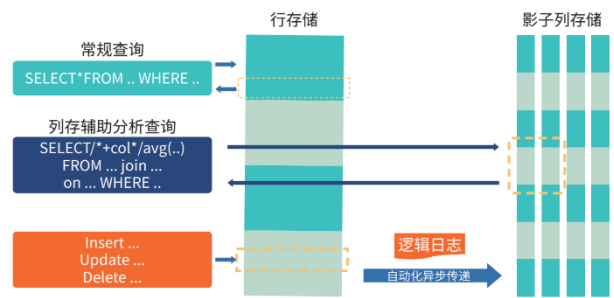 行存储
影子列存储
常规查询
SELECT*FROM .. WHERE ..
列存辅助分析查询
SELECT/*+col*/avg(..)
FROM ... join ...
on ... WHERE ..
Insert ...
Update ...
Delete ...
逻辑日志
自动化异步传递